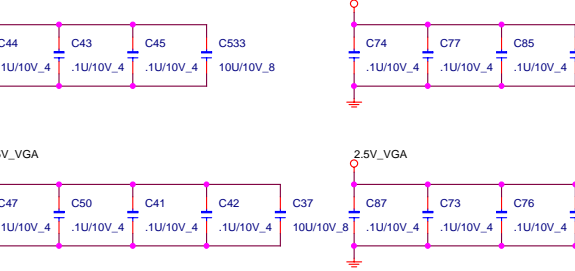 C44 C43 C45 C533 C74 C77 C85
1U/10V_4 .1U/10V_4 .1U/10V_4 10U/10V_8 .1U/10V_4 .1U/10V_4 .1U/10V_4
V_VGA 2.5V_VGA
C47 C50 C41 C42 C37 C87 C73 C76
1U/10V_4 .1U/10V_4 .1U/10V_4 .1U/10V_4 10U/10V_8 .1U/10V_4 .1U/10V_4 .1U/10V_4